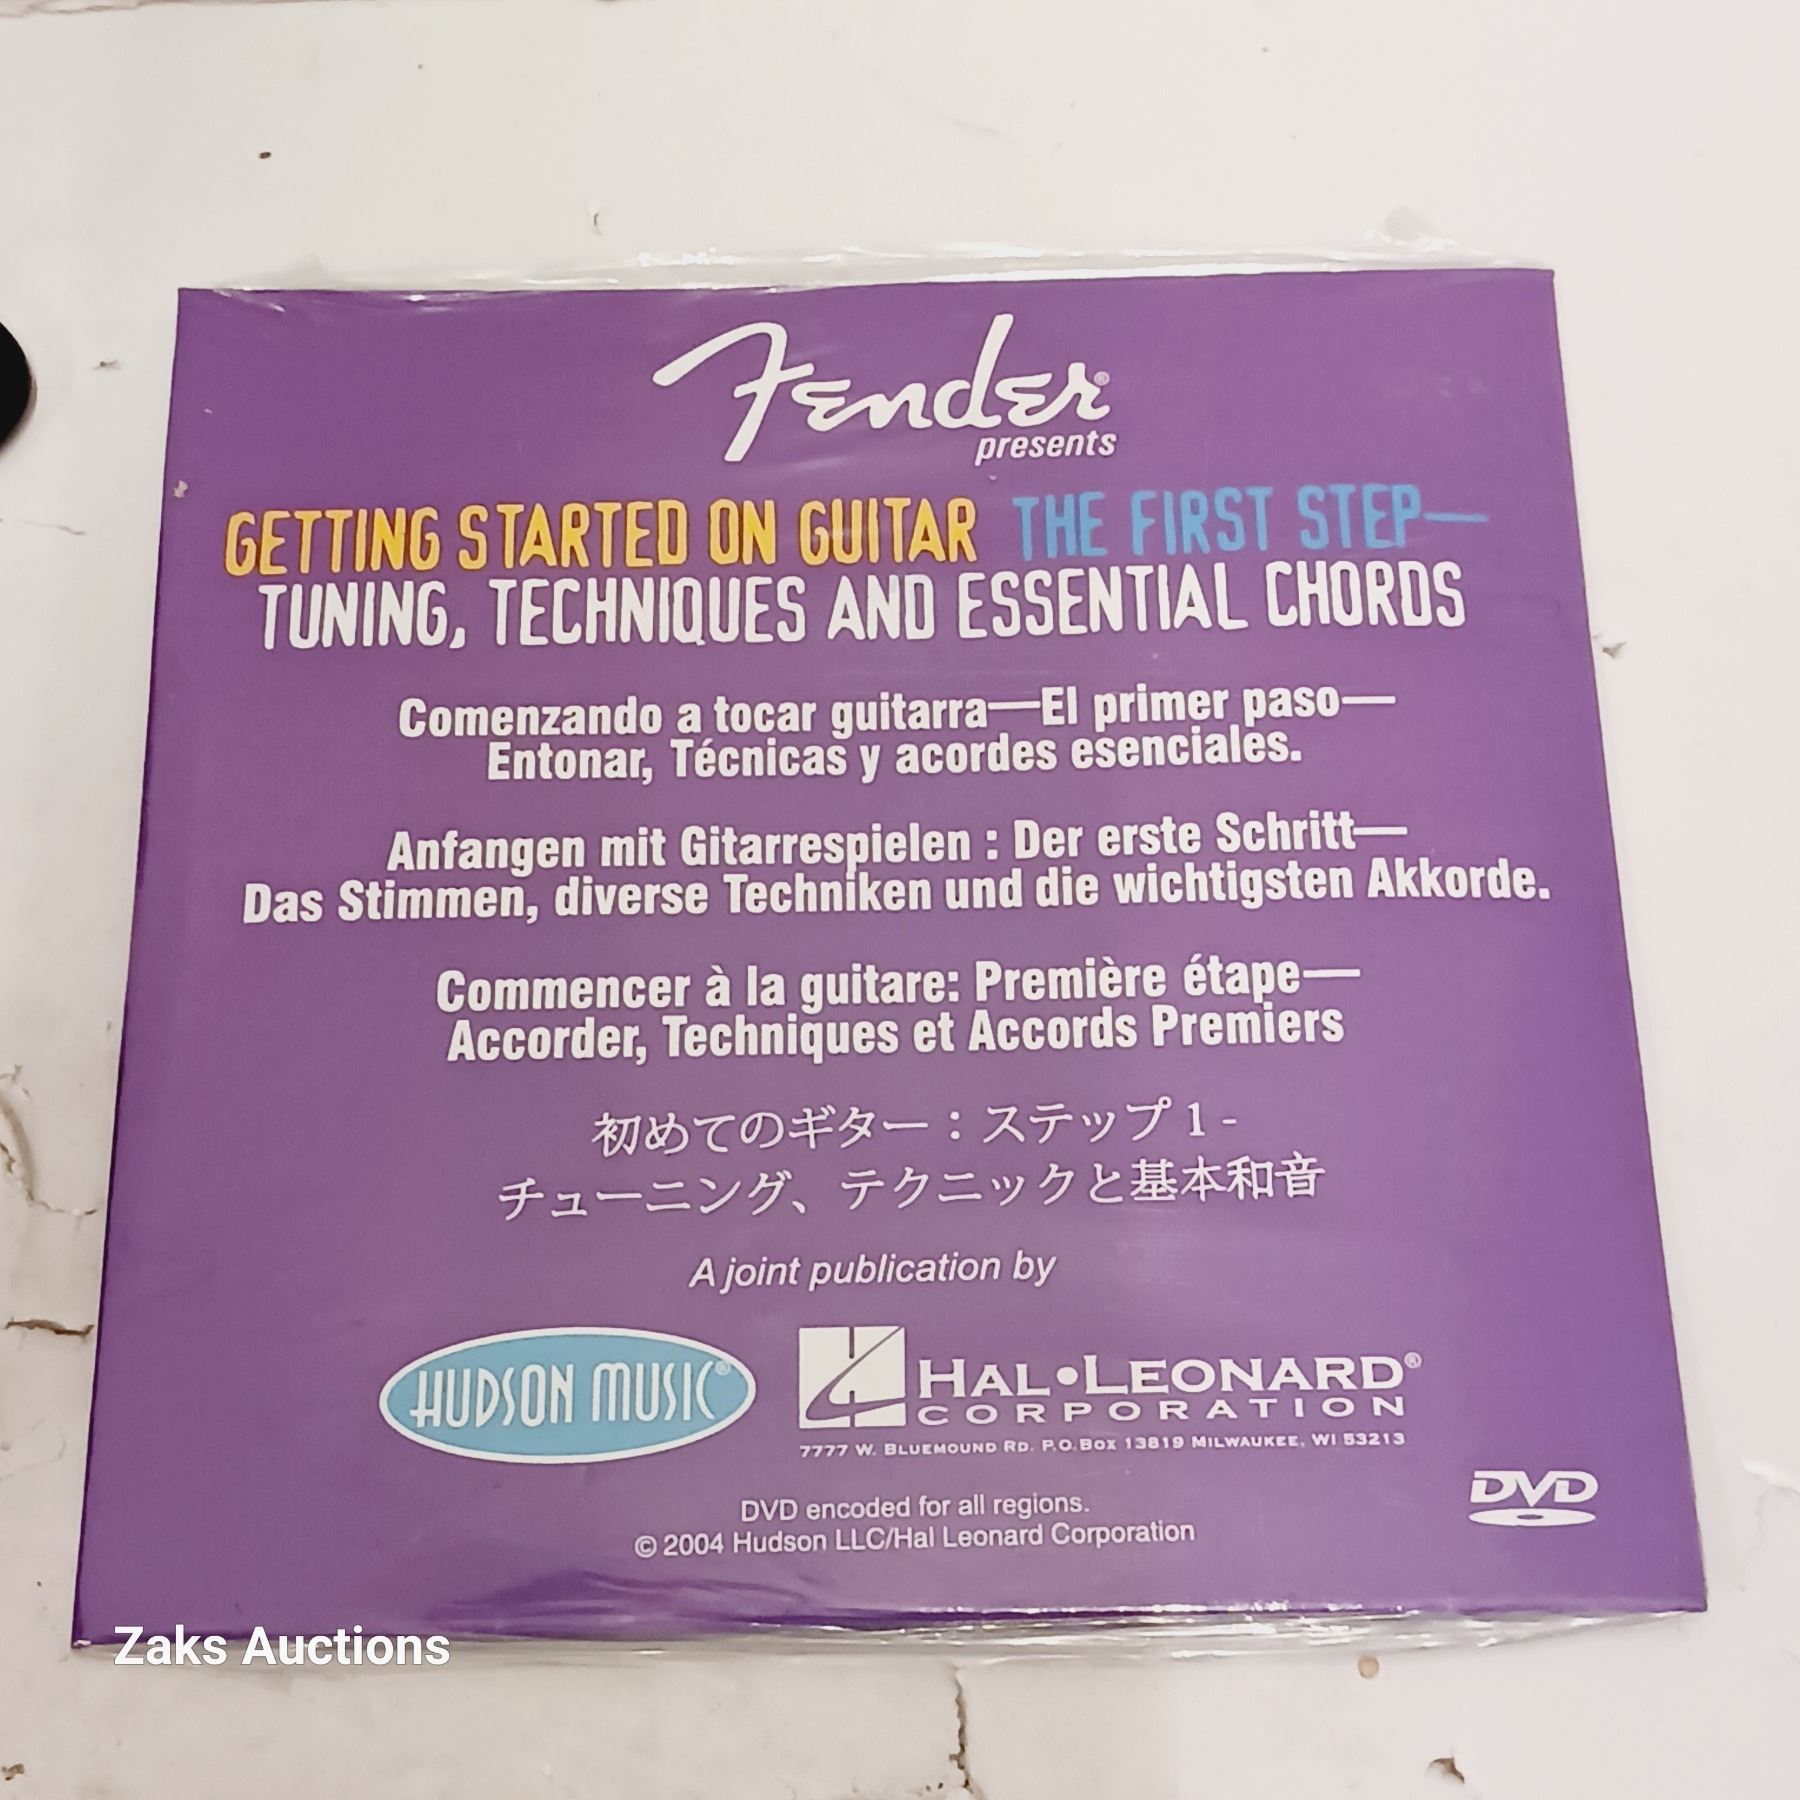 Fender®
presents
GETTING STARTED ON GUITAR THE FIRST STEP—
TUNING, TECHNIQUES AND ESSENTIAL CHORDS
Comenzando a tocar guitarra—El primer paso—
Entonar, Técnicas y acordes esenciales.
Anfangen mit Gitarrespielen : Der erste Schritt—
Das Stimmen, diverse Techniken und die wichtigsten Akkorde.
Commencer à la guitare: Première étape—
Accorder, Techniques et Accords Premiers
初めてのギター：ステップ 1 -
チューニング、テクニックと基本和音
A joint publication by
HUDSON MUSIC®
HAL•LEONARD®
CORPORATION
7777 W. BLUEMOUND RD. P.O. BOX 13819 MILWAUKEE, WI 53213
DVD
DVD encoded for all regions.
© 2004 Hudson LLC/Hal Leonard Corporation
Zaks Auctions